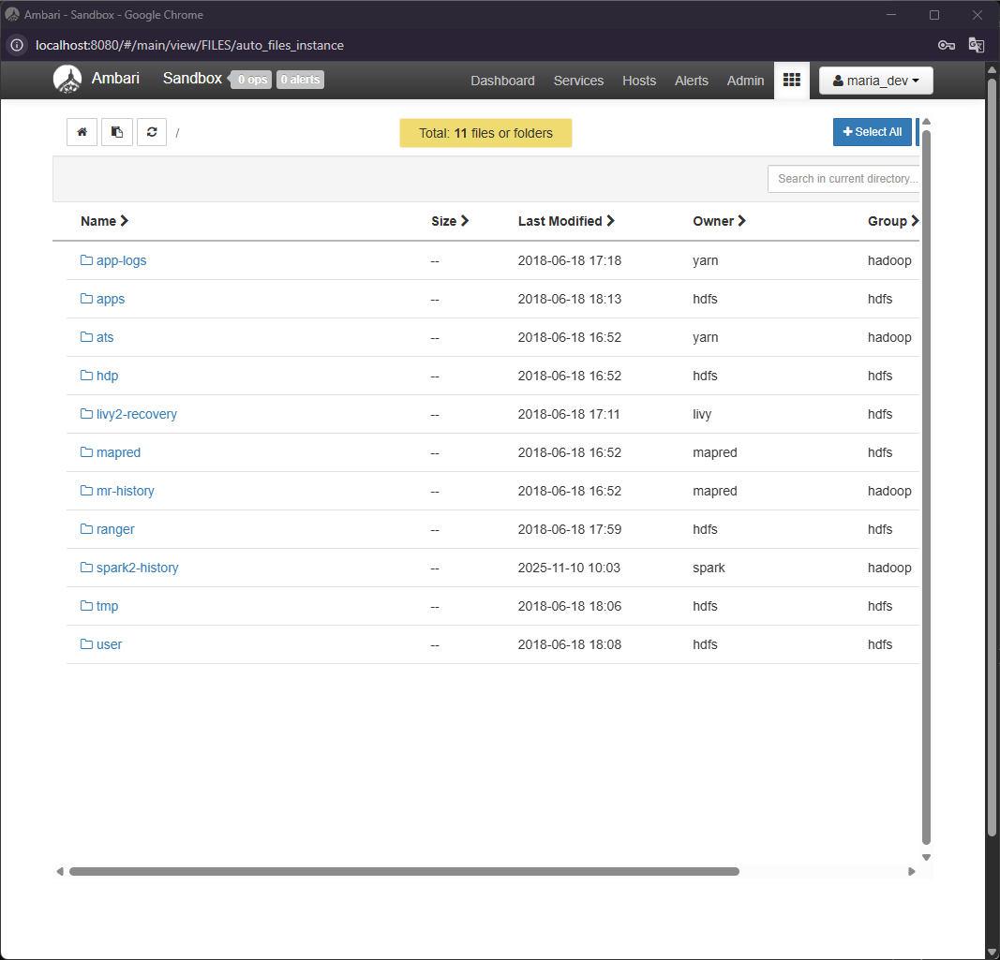 Ambari - Sandbox - Google Chrome
localhost:8080/#/main/view/FILES/auto_files_instance
Ambari Sandbox 0 ops 0 alerts Dashboard Services Hosts Alerts Admin maria_dev
/ Total: 11 files or folders Select All
Search in current directory...
Name Size Last Modified Owner Group
app-logs -- 2018-06-18 17:18 yarn hadoop
apps -- 2018-06-18 18:13 hdfs hdfs
ats -- 2018-06-18 16:52 yarn hadoop
hdp -- 2018-06-18 16:52 hdfs hdfs
livy2-recovery -- 2018-06-18 17:11 livy hdfs
mapred -- 2018-06-18 16:52 mapred hdfs
mr-history -- 2018-06-18 16:52 mapred hadoop
ranger -- 2018-06-18 17:59 hdfs hdfs
spark2-history -- 2025-11-10 10:03 spark hadoop
tmp -- 2018-06-18 18:06 hdfs hdfs
user -- 2018-06-18 18:08 hdfs hdfs